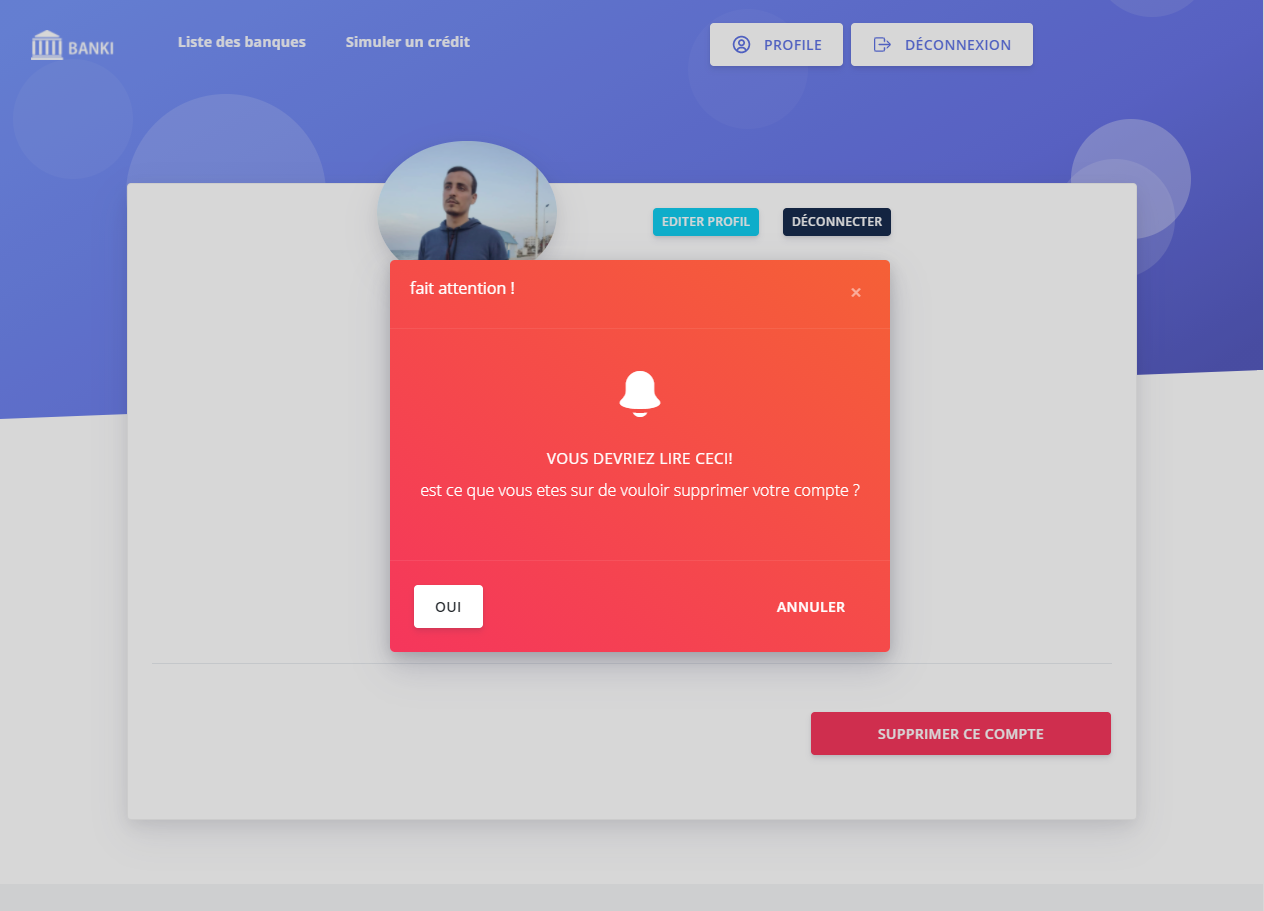 BANKI
Liste des banques
Simuler un crédit
PROFILE
DÉCONNEXION
EDITER PROFIL
DÉCONNECTER
fait attention !
×
VOUS DEVRIEZ LIRE CECI!
est ce que vous etes sur de vouloir supprimer votre compte ?
OUI
ANNULER
SUPPRIMER CE COMPTE